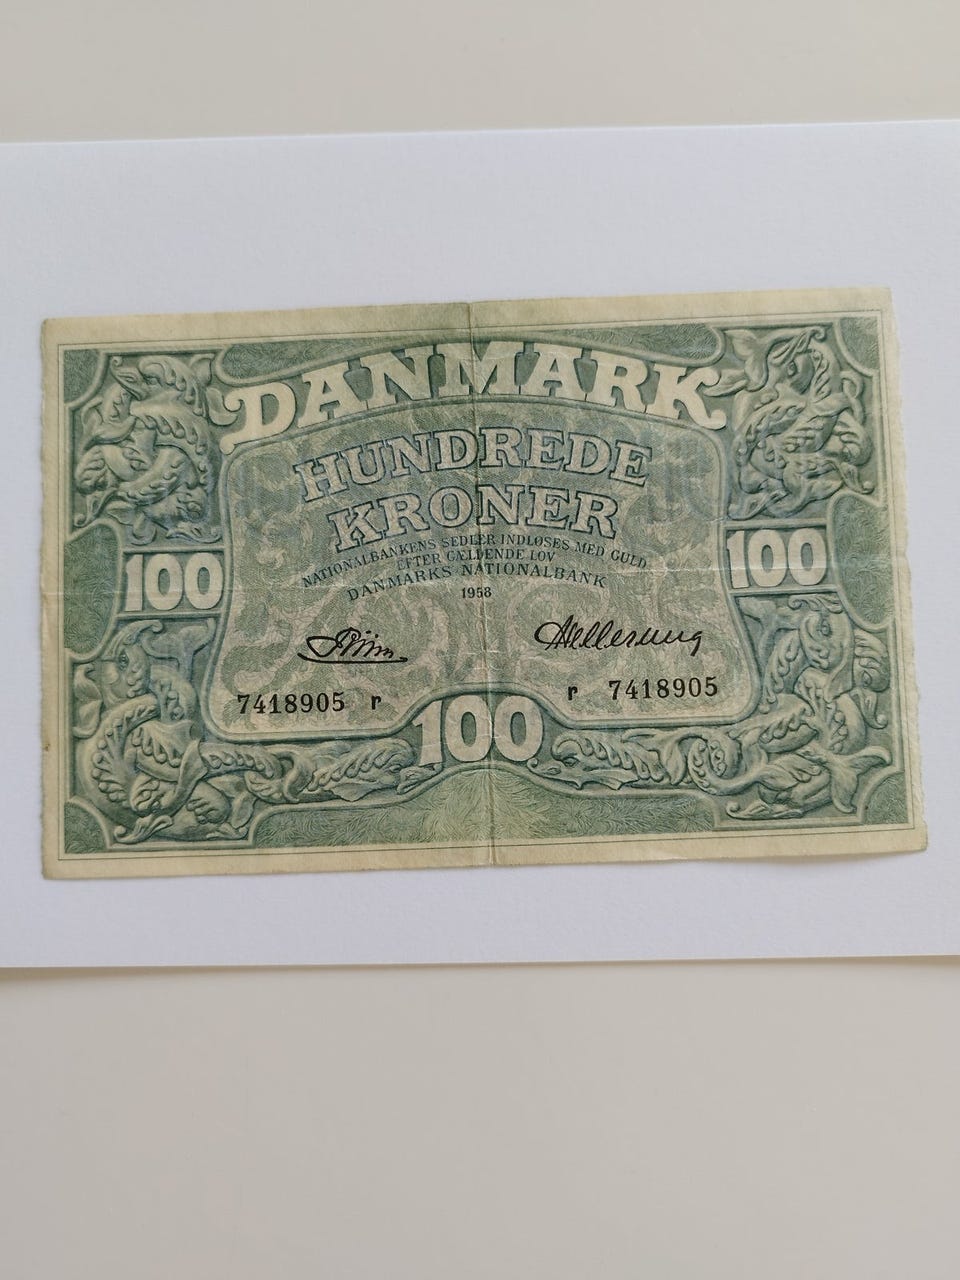 DANMARK
HUNDREDE
KRONER
NATIONALBANKENS SEDLER INDLØSES MED GULD
EFTER GÆLDENDE LOV
DANMARKS NATIONALBANK
1958
100 100
7418905 r r 7418905
100